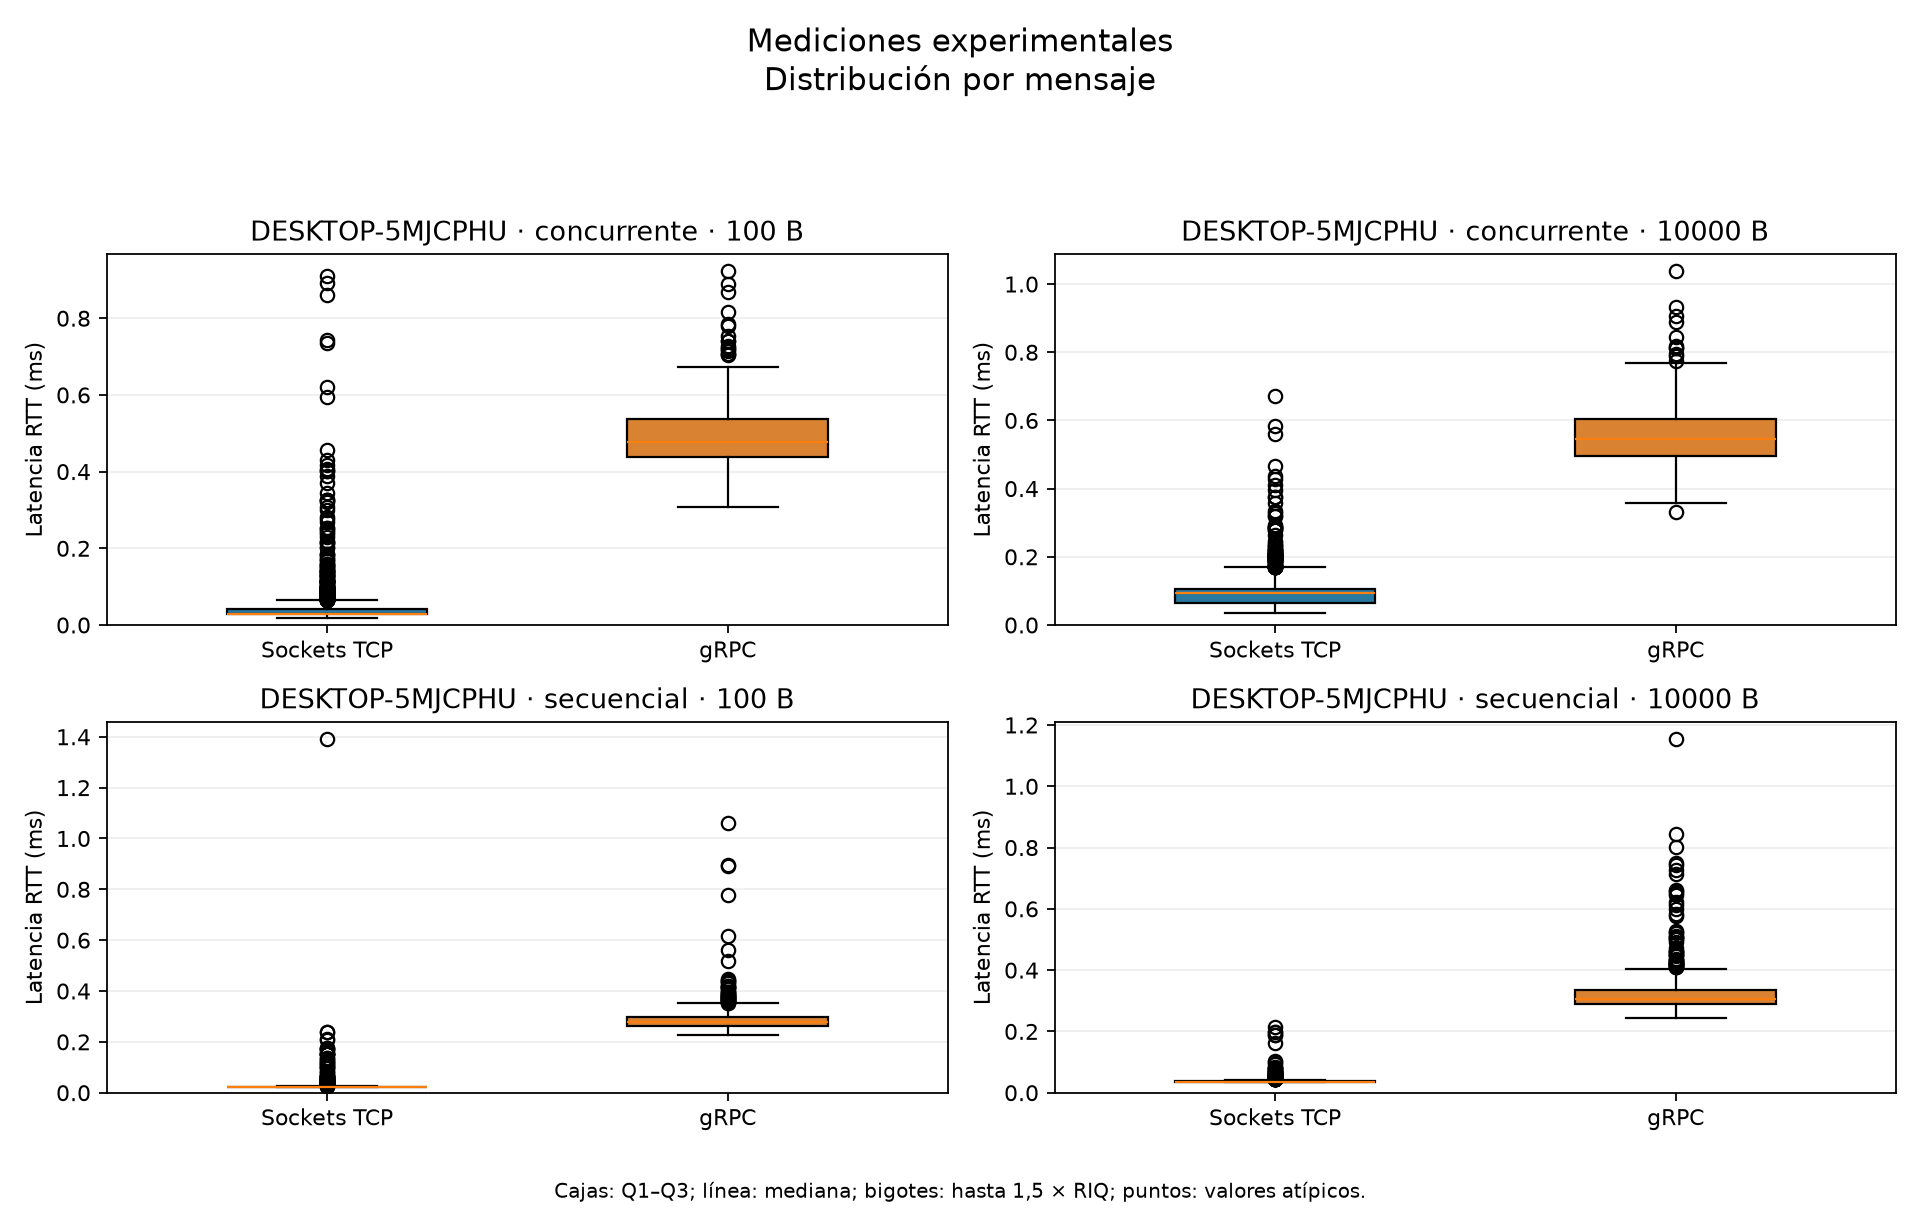 Mediciones experimentales
Distribución por mensaje
DESKTOP-5MJCPHU · concurrente · 100 B
Latencia RTT (ms)
0.8
0.6
0.4
0.2
0.0
Sockets TCP
gRPC
DESKTOP-5MJCPHU · concurrente · 10000 B
Latencia RTT (ms)
1.0
0.8
0.6
0.4
0.2
0.0
Sockets TCP
gRPC
DESKTOP-5MJCPHU · secuencial · 100 B
Latencia RTT (ms)
1.4
1.2
1.0
0.8
0.6
0.4
0.2
0.0
Sockets TCP
gRPC
DESKTOP-5MJCPHU · secuencial · 10000 B
Latencia RTT (ms)
1.2
1.0
0.8
0.6
0.4
0.2
0.0
Sockets TCP
gRPC
Cajas: Q1–Q3; línea: mediana; bigotes: hasta 1,5 × RIQ; puntos: valores atípicos.